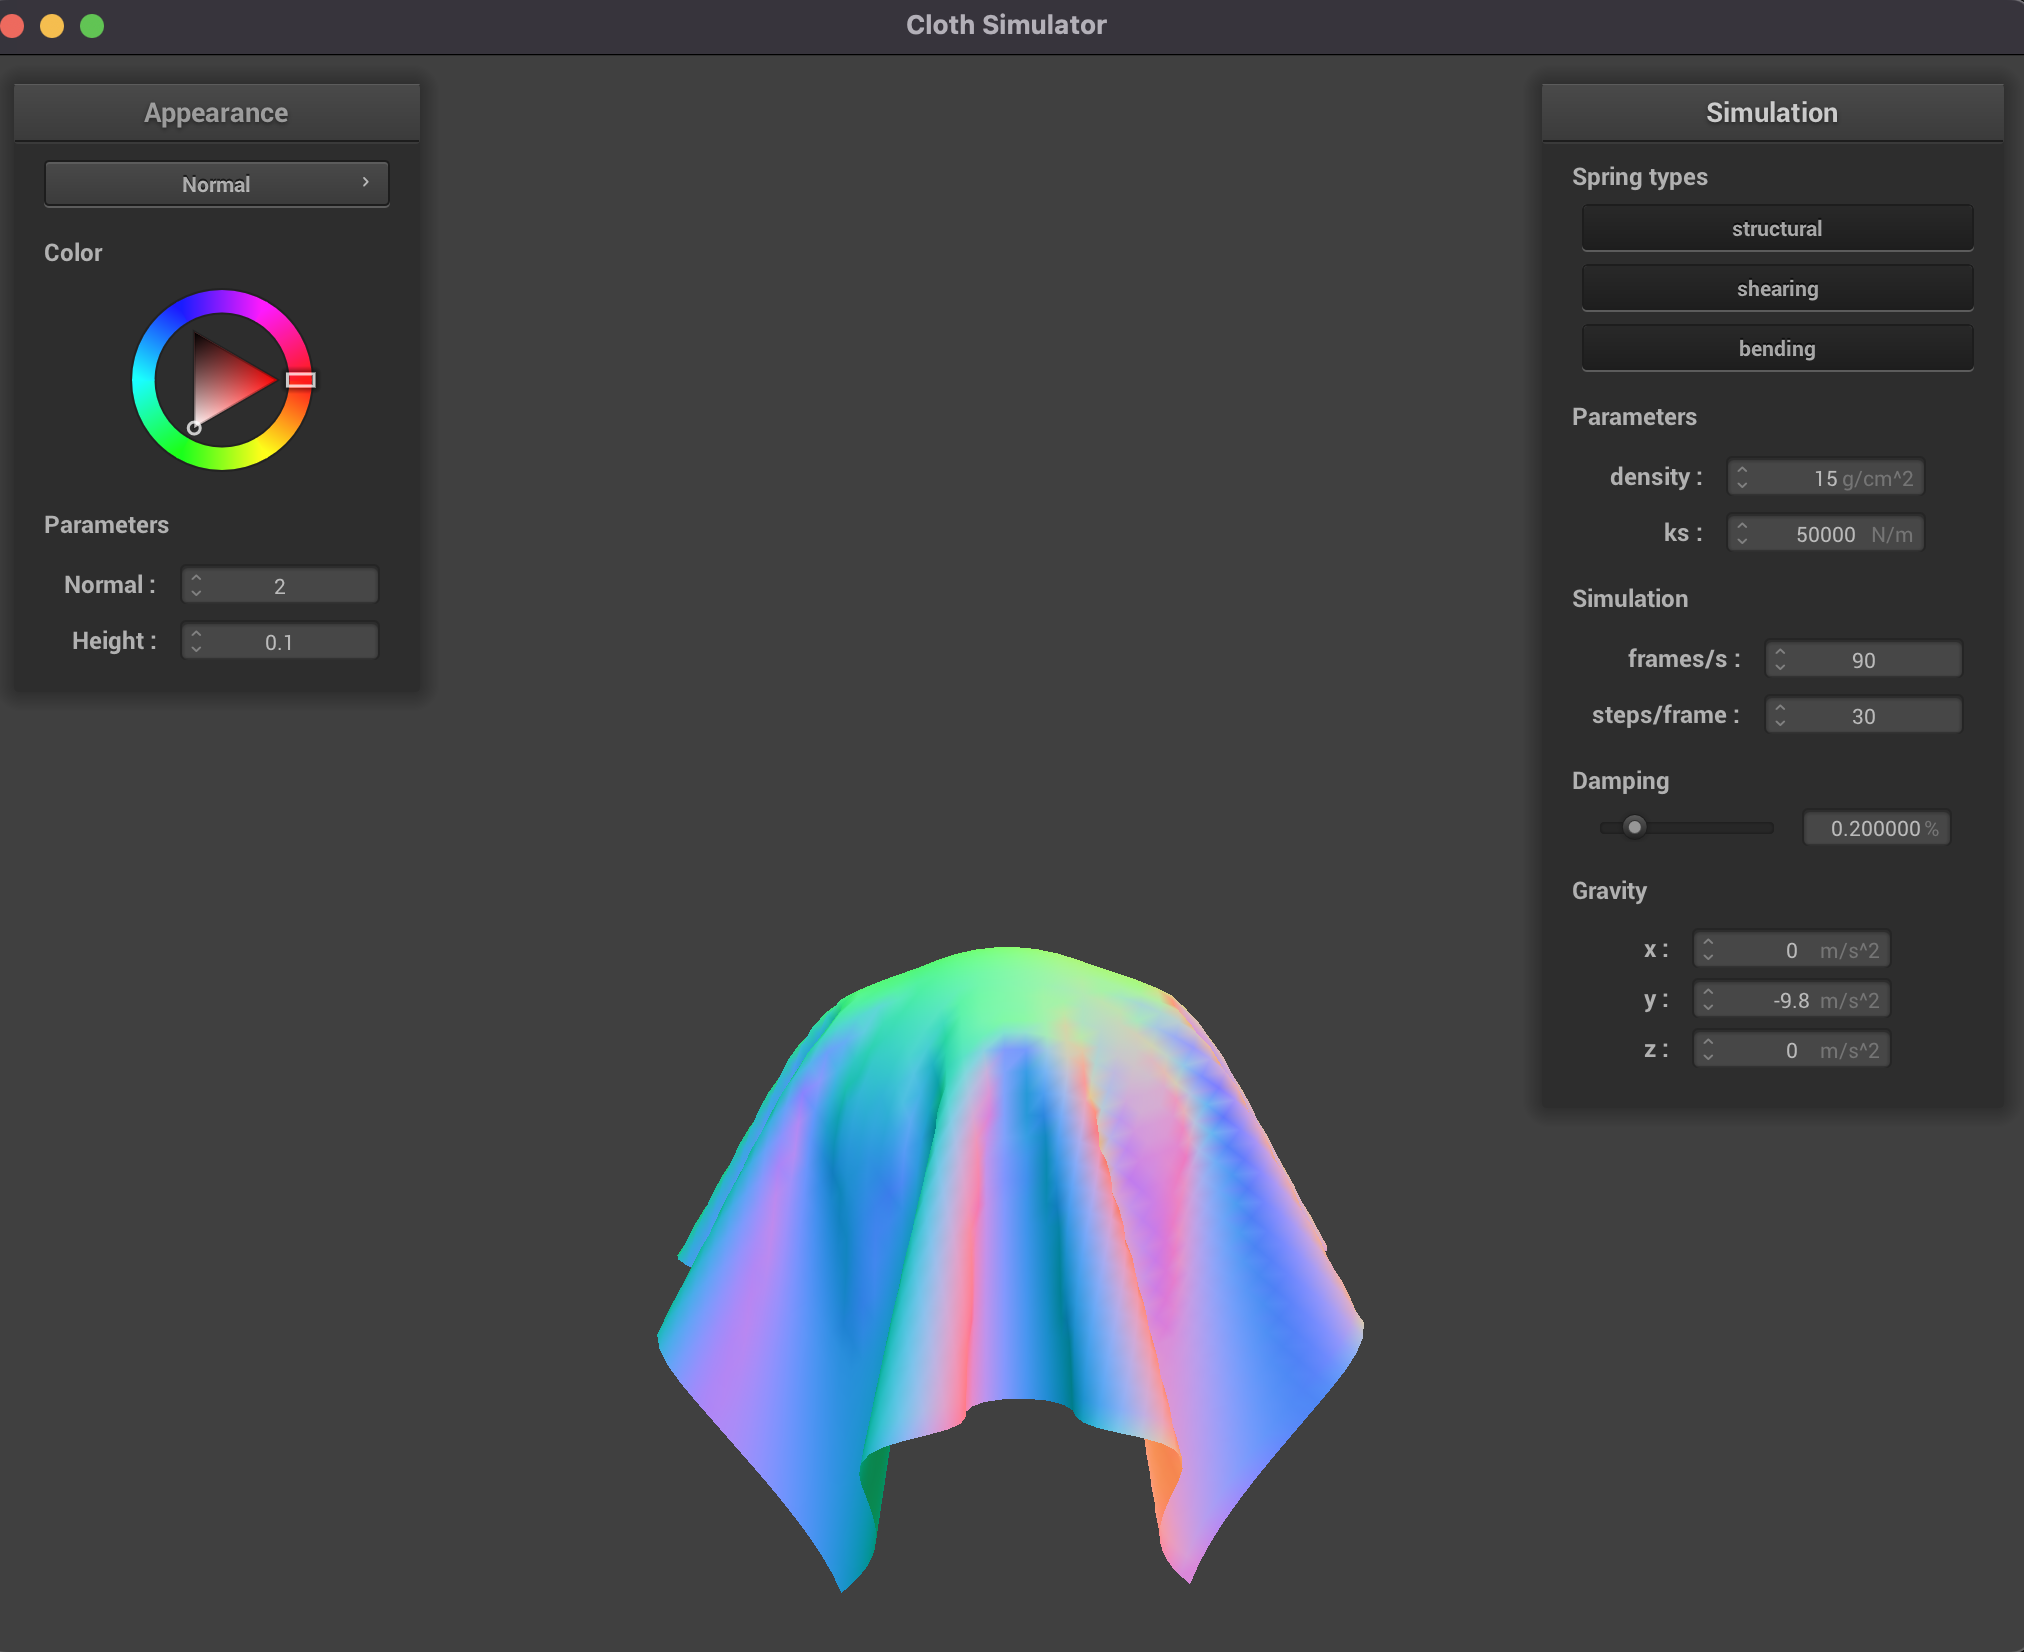 Cloth Simulator
Appearance
Normal
Color
Parameters
Normal : 2
Height : 0.1
Simulation
Spring types
structural
shearing
bending
Parameters
density : 15 g/cm^2
ks : 50000 N/m
Simulation
frames/s : 90
steps/frame : 30
Damping
0.200000 %
Gravity
x : 0 m/s^2
y : -9.8 m/s^2
z : 0 m/s^2